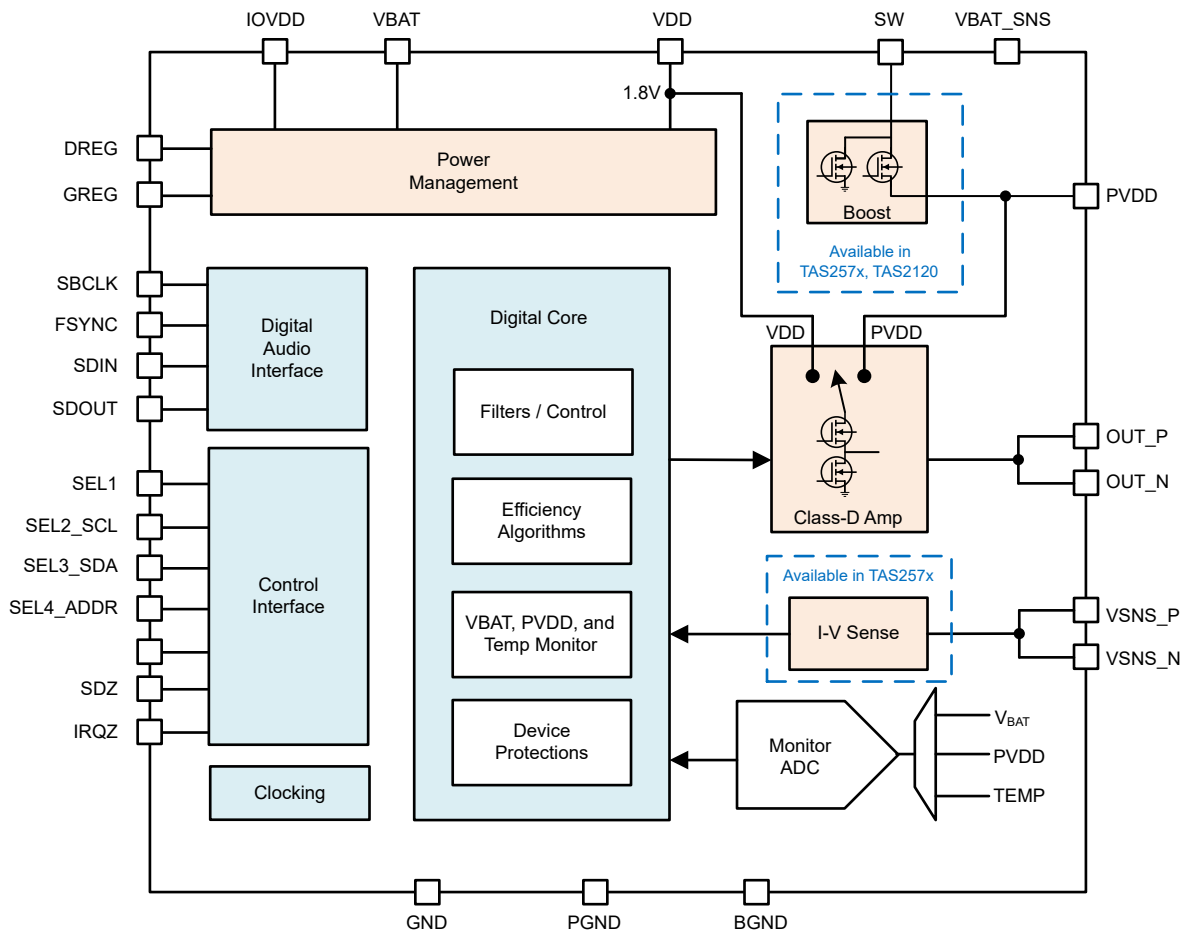 IOVDD
VBAT
VDD
SW
VBAT_SNS
1.8V
DREG
GREG
Power
Management
Boost
Available in
TAS257x, TAS2120
PVDD
SBCLK
FSYNC
SDIN
SDOUT
Digital
Audio
Interface
Digital Core
Filters / Control
Efficiency
Algorithms
VBAT, PVDD, and
Temp Monitor
Device
Protections
VDD
PVDD
Class-D Amp
OUT_P
OUT_N
SEL1
SEL2_SCL
SEL3_SDA
SEL4_ADDR
SDZ
IRQZ
Control
Interface
Clocking
Available in TAS257x
I-V Sense
VSNS_P
VSNS_N
Monitor
ADC
VBAT
PVDD
TEMP
GND
PGND
BGND